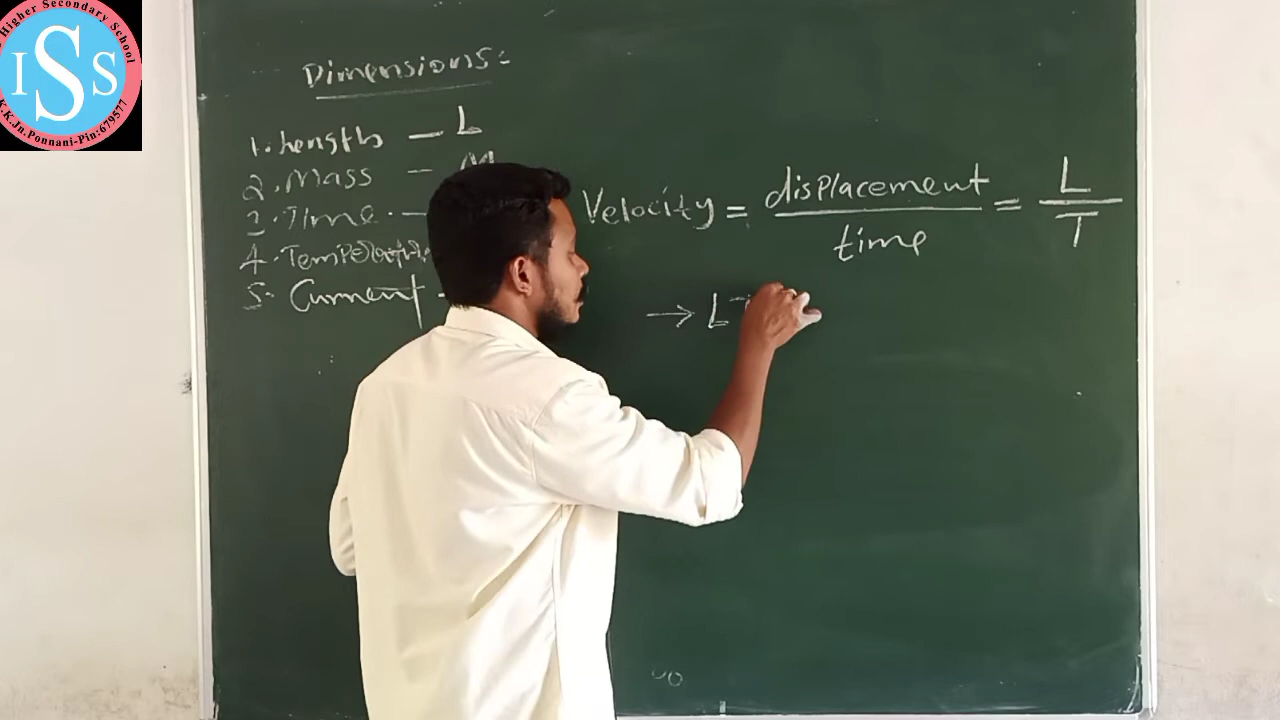 Higher Secondary School
ISS
K.K.Jn.Ponnani-Pin:679577
Dimensions:
1. Length — L
2. Mass — M
3. Time —
4. Temperature
5. Current -
Velocity = displacement / time = L / T
→ LT